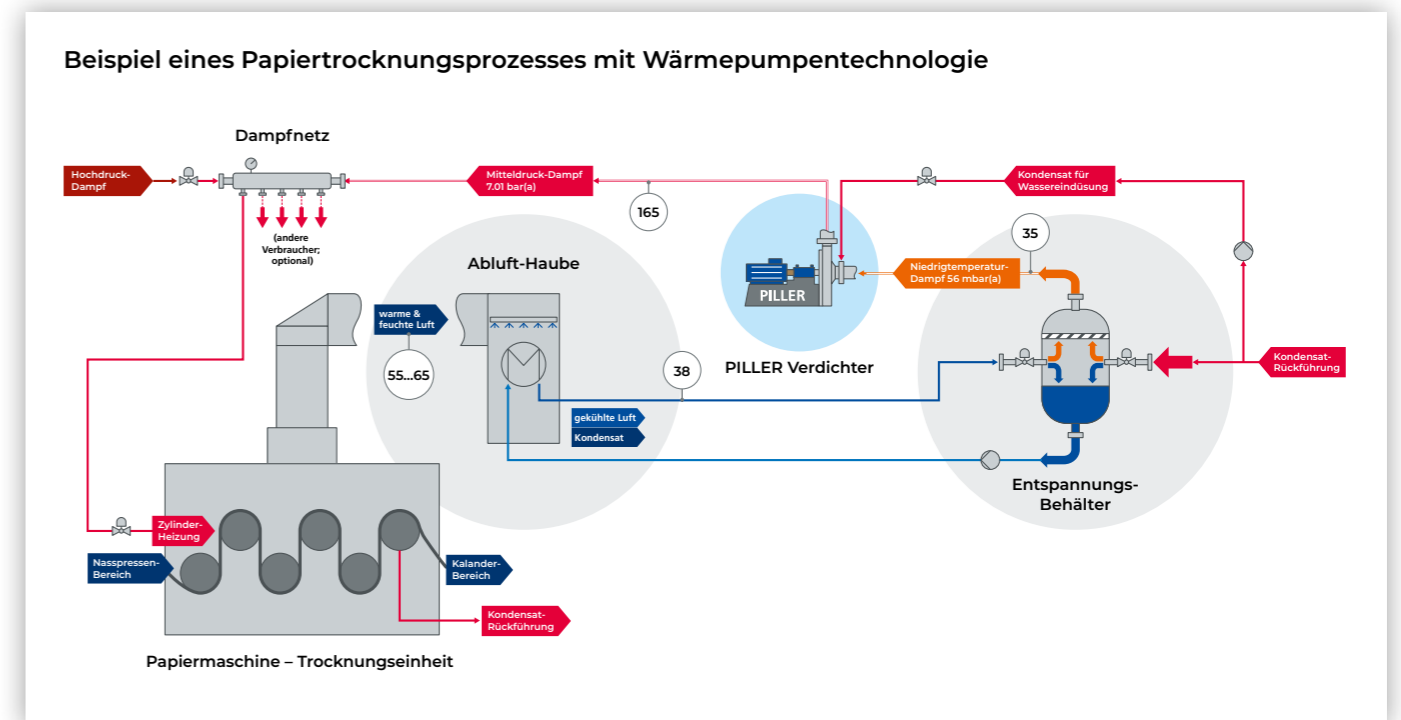 Beispiel eines Papiertrocknungsprozesses mit Wärmepumpentechnologie
Dampfnetz
Hochdruck-
Dampf
Mitteldruck-Dampf
7.01 bar(a)
Kondensat für
Wassereindüsung
165
(andere
Verbraucher;
optional)
35
Abluft-Haube
Niedrigtemperatur-
Dampf 56 mbar(a)
PILLER
warme &
feuchte Luft
PILLER Verdichter
Kondensat-
Rückführung
55...65
38
gekühlte Luft
Kondensat
Entspannungs-
Behälter
Zylinder-
Heizung
Nasspressen-
Bereich
Kalander-
Bereich
Kondensat-
Rückführung
Papiermaschine – Trocknungseinheit